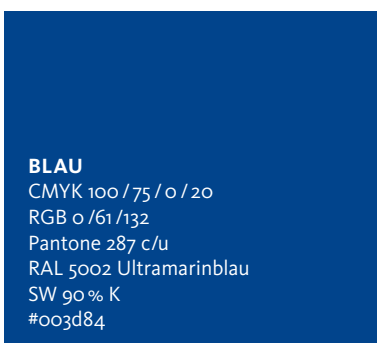 BLAU
CMYK 100 / 75 / 0 / 20
RGB 0 /61 /132
Pantone 287 c/u
RAL 5002 Ultramarinblau
SW 90 % K
#003d84